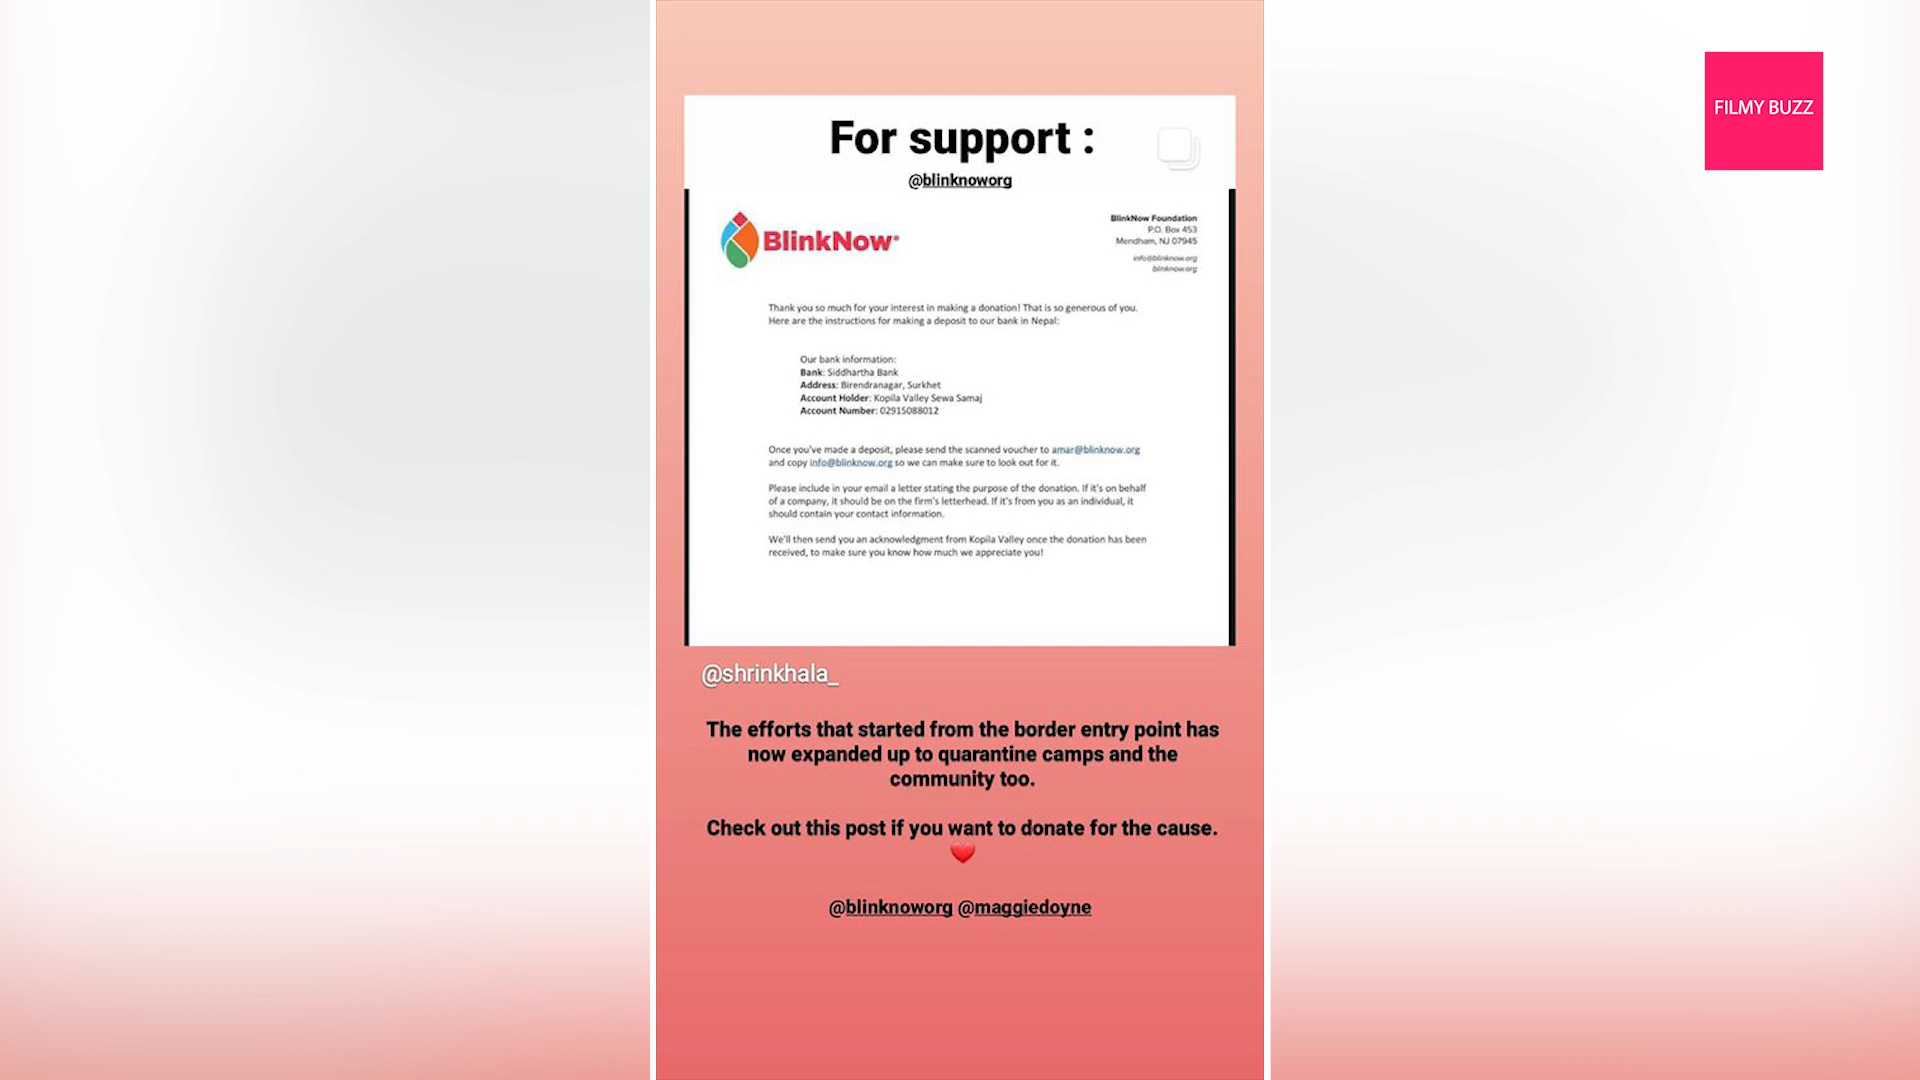 FILMY BUZZ
For support :
@blinknoworg
BlinkNow®
BlinkNow Foundation
P.O. Box 453
Mendham, NJ 07945
info@blinknow.org
blinknow.org
Thank you so much for your interest in making a donation! That is so generous of you.
Here are the instructions for making a deposit to our bank in Nepal:
Our bank information:
Bank: Siddhartha Bank
Address: Birendranagar, Surkhet
Account Holder: Kopila Valley Sewa Samaj
Account Number: 02915088012
Once you've made a deposit, please send the scanned voucher to amar@blinknow.org
and copy info@blinknow.org so we can make sure to look out for it.
Please include in your email a letter stating the purpose of the donation. If it's on behalf
of a company, it should be on the firm's letterhead. If it's from you as an individual, it
should contain your contact information.
We'll then send you an acknowledgment from Kopila Valley once the donation has been
received, to make sure you know how much we appreciate you!
@shrinkhala_
The efforts that started from the border entry point has
now expanded up to quarantine camps and the
community too.
Check out this post if you want to donate for the cause.
❤️
@blinknoworg @maggiedoyne